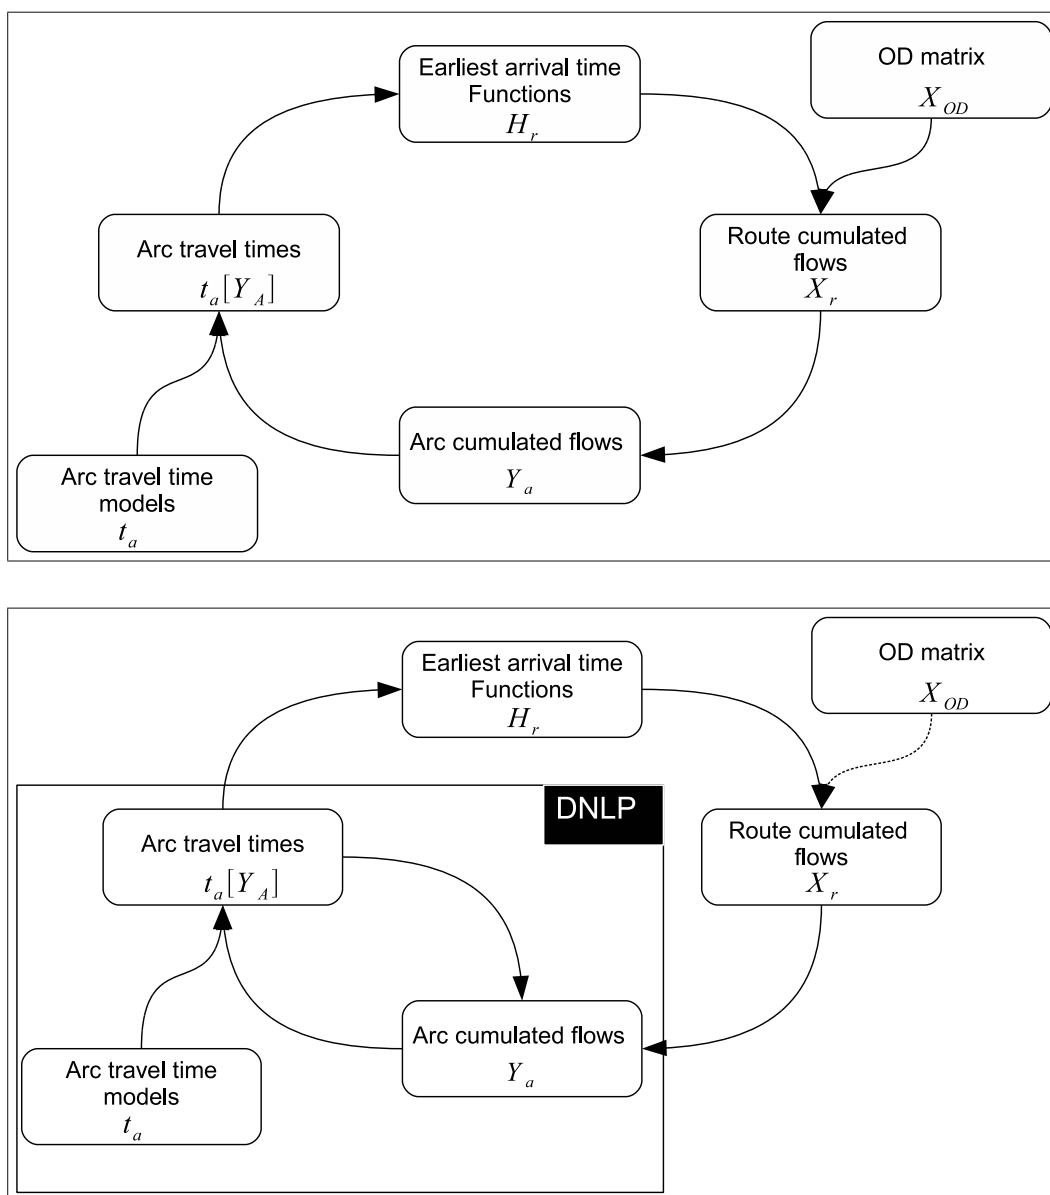 Earliest arrival time
Functions
H_r
OD matrix
X_OD
Arc travel times
t_a[Y_A]
Route cumulated
flows
X_r
Arc cumulated flows
Y_a
Arc travel time
models
t_a
Earliest arrival time
Functions
H_r
OD matrix
X_OD
DNLP
Arc travel times
t_a[Y_A]
Route cumulated
flows
X_r
Arc cumulated flows
Y_a
Arc travel time
models
t_a